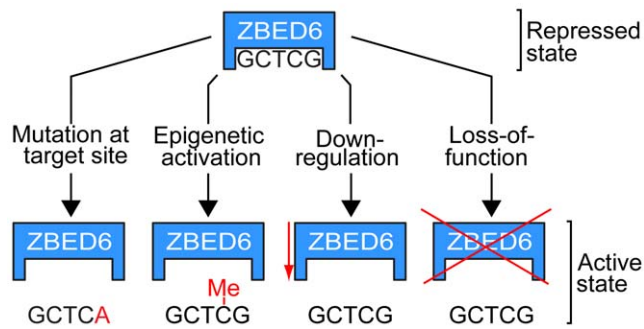 ZBED6
GCTCG
Repressed
state
Mutation at
target site
Epigenetic
activation
Down-
regulation
Loss-of-
function
ZBED6
ZBED6
ZBED6
ZBED6
Me
GCTCA
GCTCG
GCTCG
GCTCG
Active
state